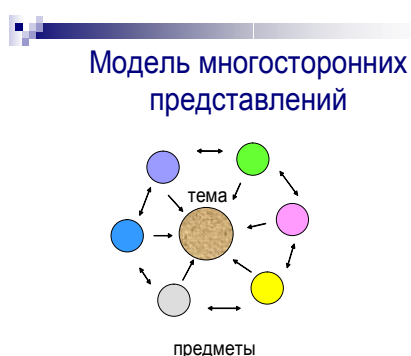 Модель многосторонних
представлений
тема
предметы